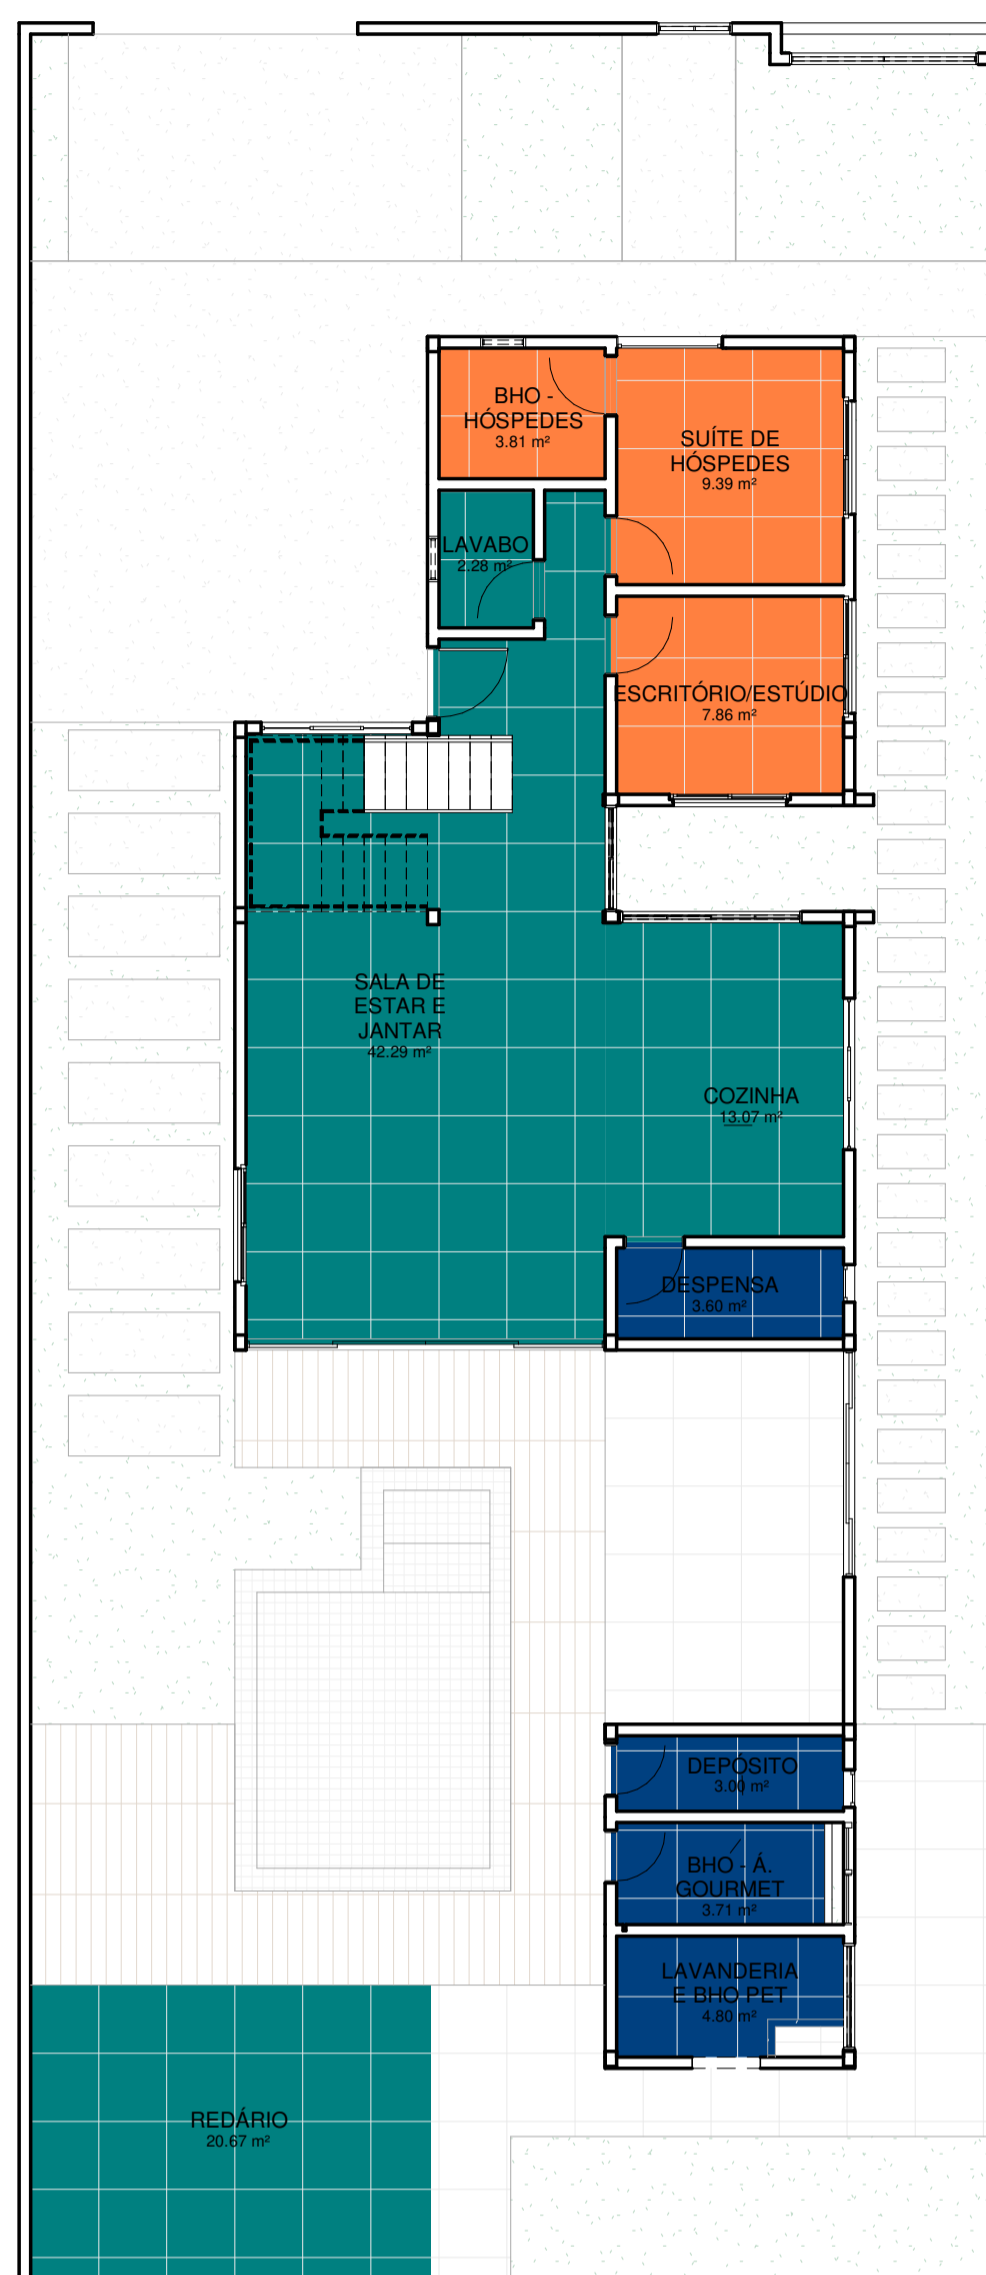 BHO -
HÓSPEDES
3.81 m²
SUÍTE DE
HÓSPEDES
9.39 m²
LAVABO
2.28 m²
ESCRITÓRIO/ESTÚDIO
7.86 m²
SALA DE
ESTAR E
JANTAR
42.29 m²
COZINHA
13.07 m²
DESPENSA
3.60 m²
DEPÓSITO
3.00 m²
BHO - Á.
GOURMET
3.71 m²
LAVANDERIA
E BHO PET
4.80 m²
REDÁRIO
20.67 m²